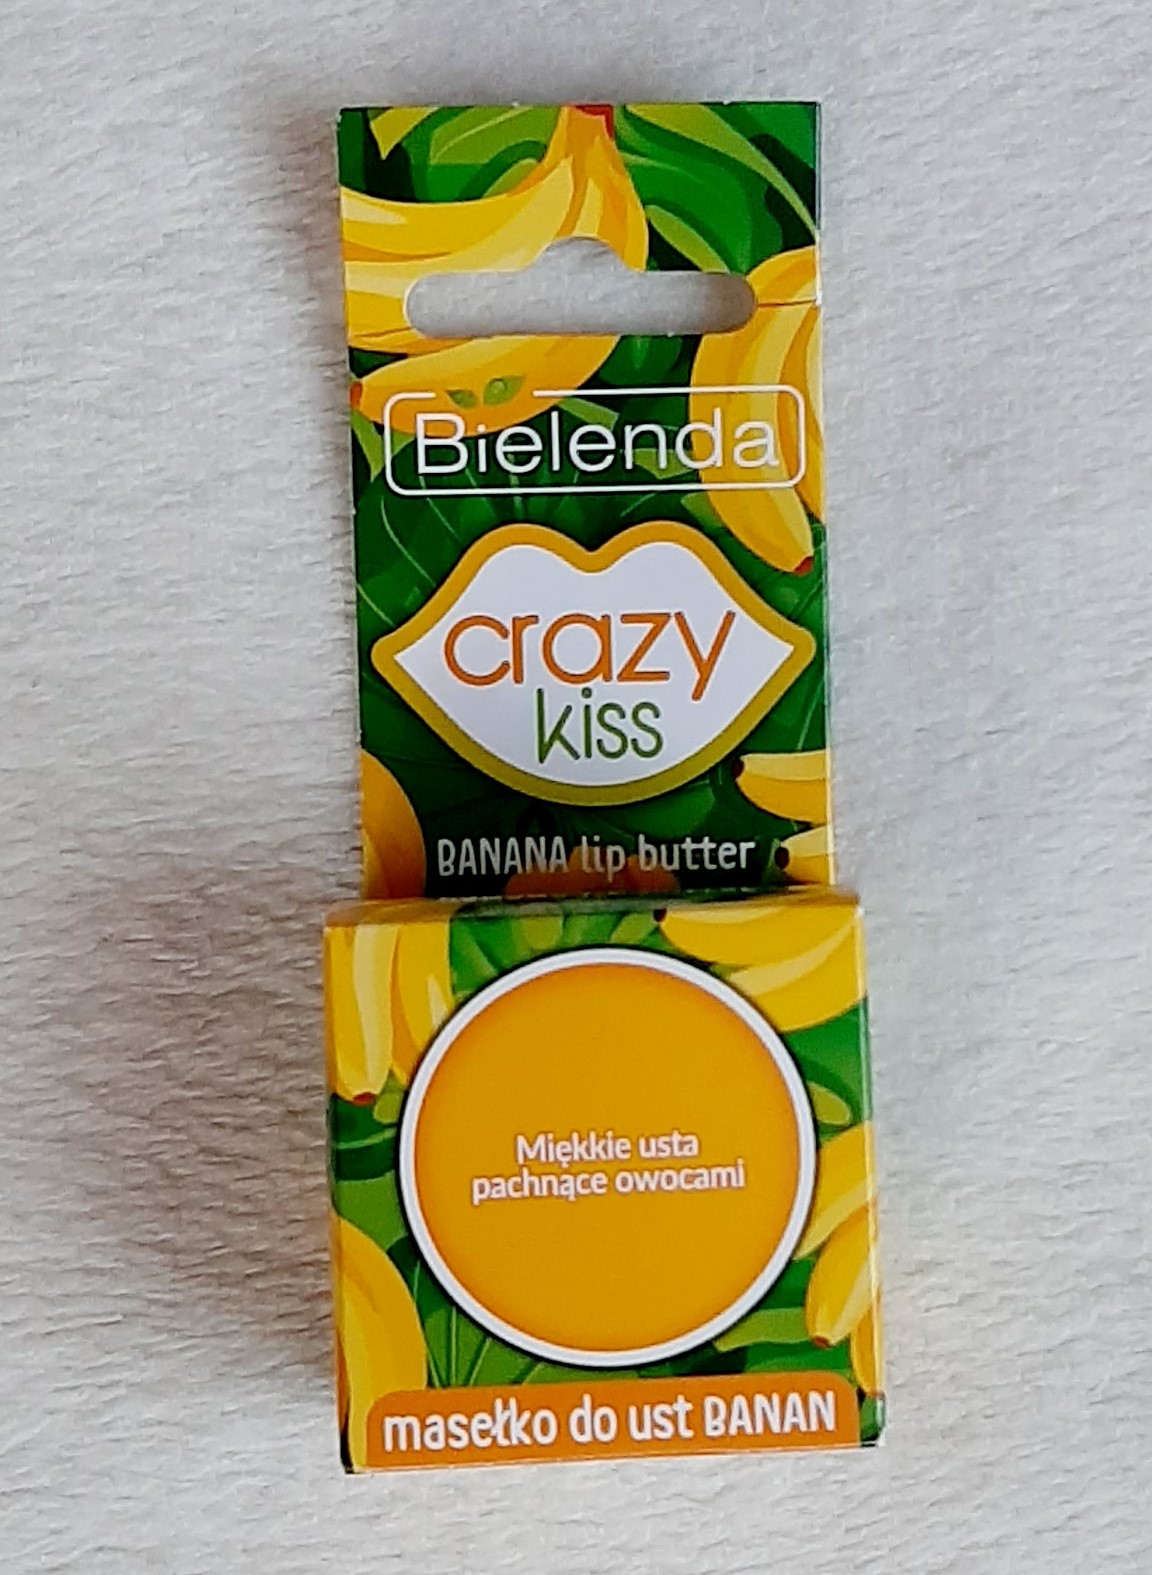 Bielenda
crazy
kiss
BANANA lip butter
Miękkie usta
pachnące owocami
masełko do ust BANAN